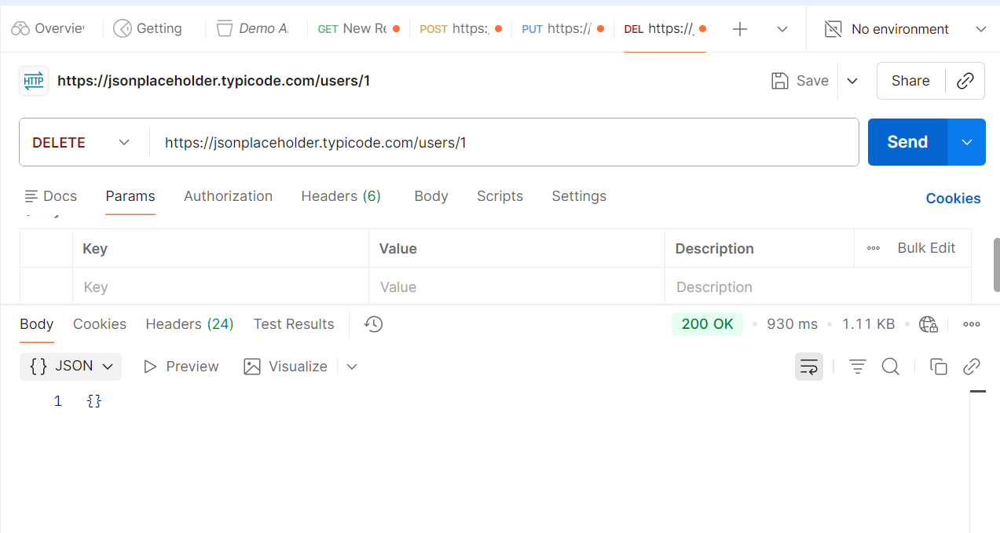 Overvie Getting Demo A GET New Re POST https:, PUT https:// DEL https://, No environment
HTTP https://jsonplaceholder.typicode.com/users/1 Save Share
DELETE https://jsonplaceholder.typicode.com/users/1 Send
Docs Params Authorization Headers (6) Body Scripts Settings Cookies
Key Value Description Bulk Edit
Key Value Description
Body Cookies Headers (24) Test Results 200 OK 930 ms 1.11 KB
{} JSON Preview Visualize
1 {}